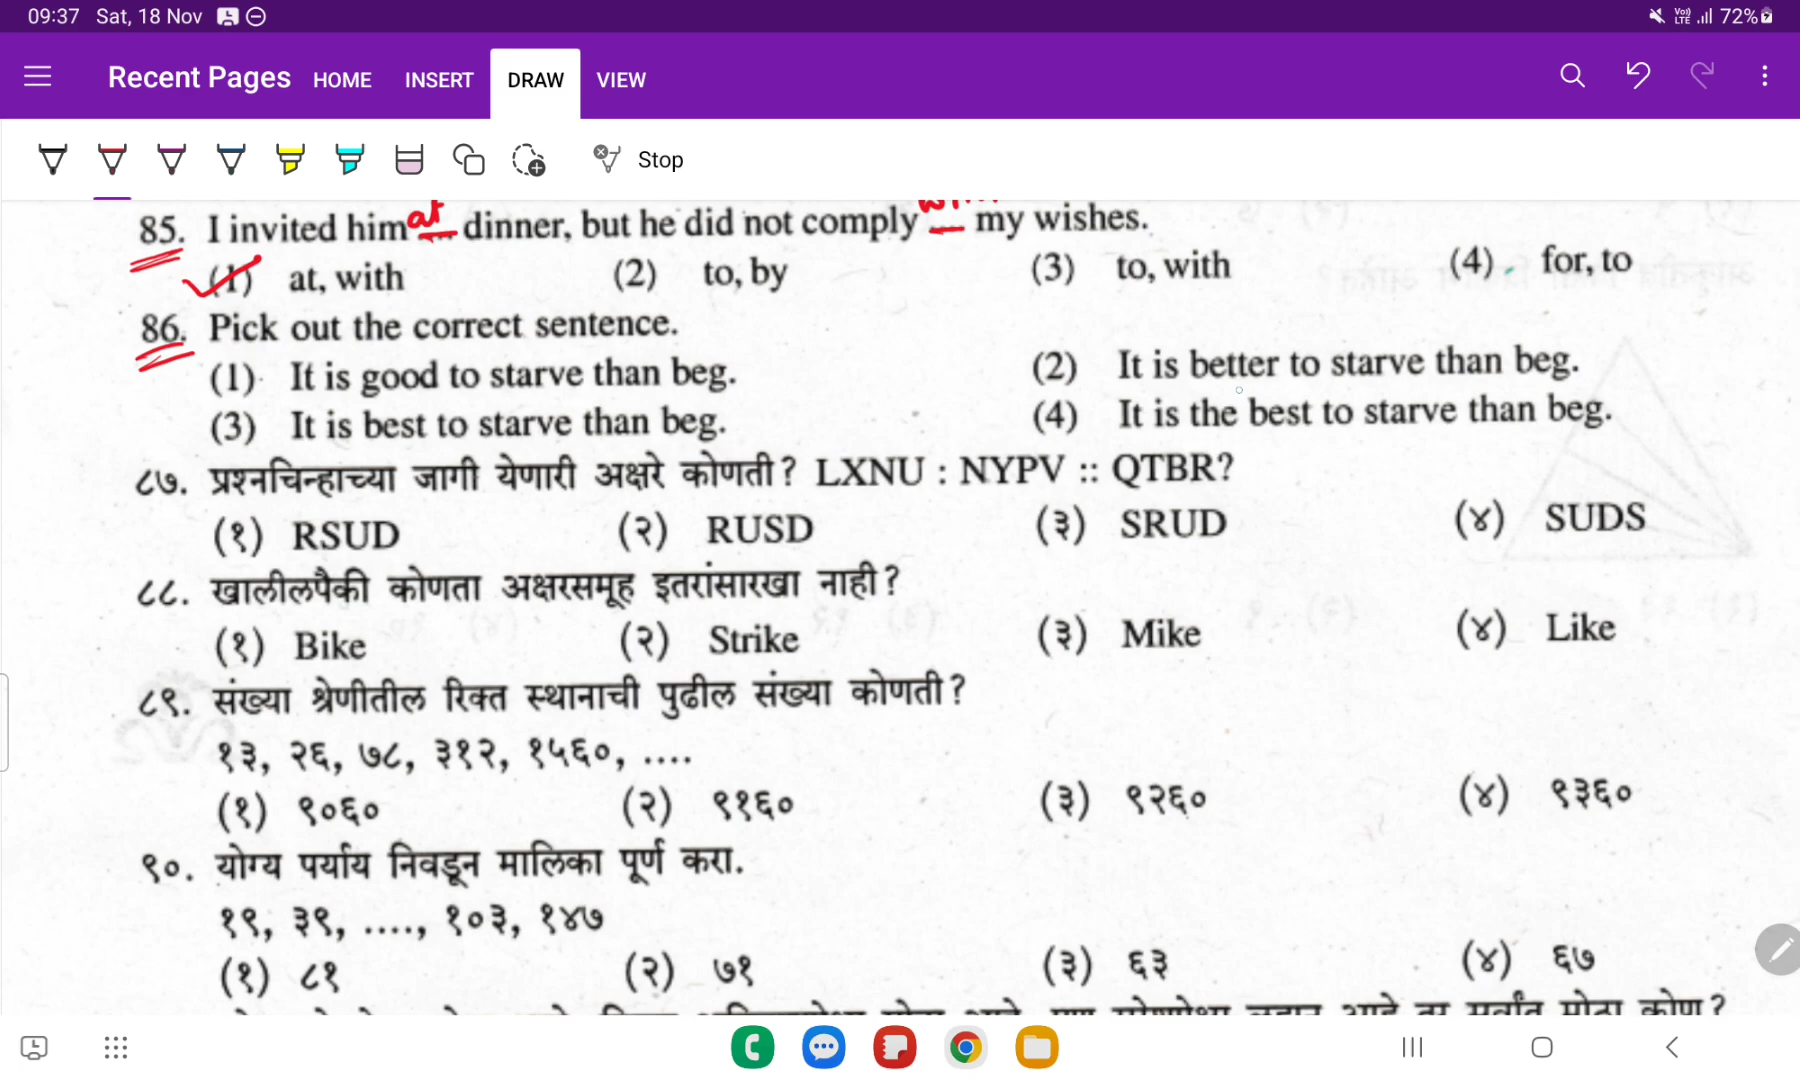 09:37 Sat, 18 Nov 72%
Recent Pages HOME INSERT DRAW VIEW
Stop
85. I invited him at dinner, but he did not comply my wishes.
(1) at, with (2) to, by (3) to, with (4) for, to
86. Pick out the correct sentence.
(1) It is good to starve than beg. (2) It is better to starve than beg.
(3) It is best to starve than beg. (4) It is the best to starve than beg.
८७. प्रश्नचिन्हाच्या जागी येणारी अक्षरे कोणती? LXNU : NYPV :: QTBR?
(१) RSUD (२) RUSD (३) SRUD (४) SUDS
८८. खालीलपैकी कोणता अक्षरसमूह इतरांसारखा नाही?
(१) Bike (२) Strike (३) Mike (४) Like
८९. संख्या श्रेणीतील रिक्त स्थानाची पुढील संख्या कोणती?
१३, २६, ७८, ३१२, १५६०, ....
(१) ९०६० (२) ९१६० (३) ९२६० (४) ९३६०
९०. योग्य पर्याय निवडून मालिका पूर्ण करा.
१९, ३९, ...., १०३, १४७
(१) ८१ (२) ७१ (३) ६३ (४) ६७